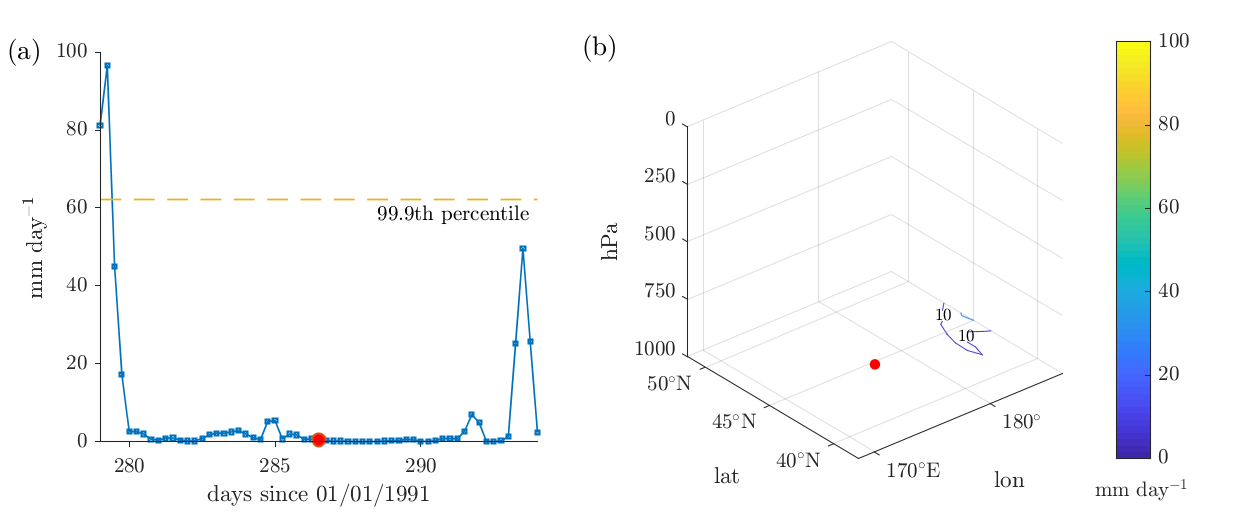 (a)
100
80
60
40
20
0
mm day⁻¹
99.9th percentile
280
285
290
days since 01/01/1991
(b)
0
250
500
750
1000
hPa
50°N
45°N
40°N
lat
170°E
180°
lon
10
10
100
80
60
40
20
0
mm day⁻¹